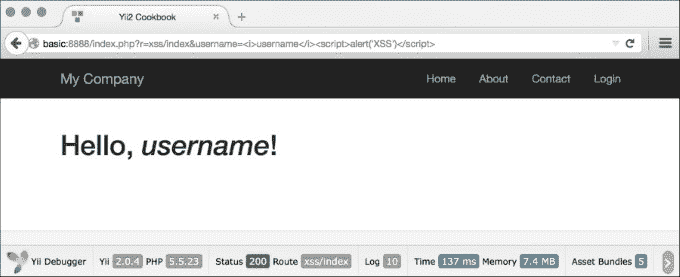 Yii2 Cookbook
basic:8888/index.php?r=xss/index&username=<i>username</i><script>alert('XSS')</script>
My Company Home About Contact Login
Hello, username!
Yii Debugger Yii 2.0.4 PHP 5.5.23 Status 200 Route xss/index Log 10 Time 137 ms Memory 7.4 MB Asset Bundles 5